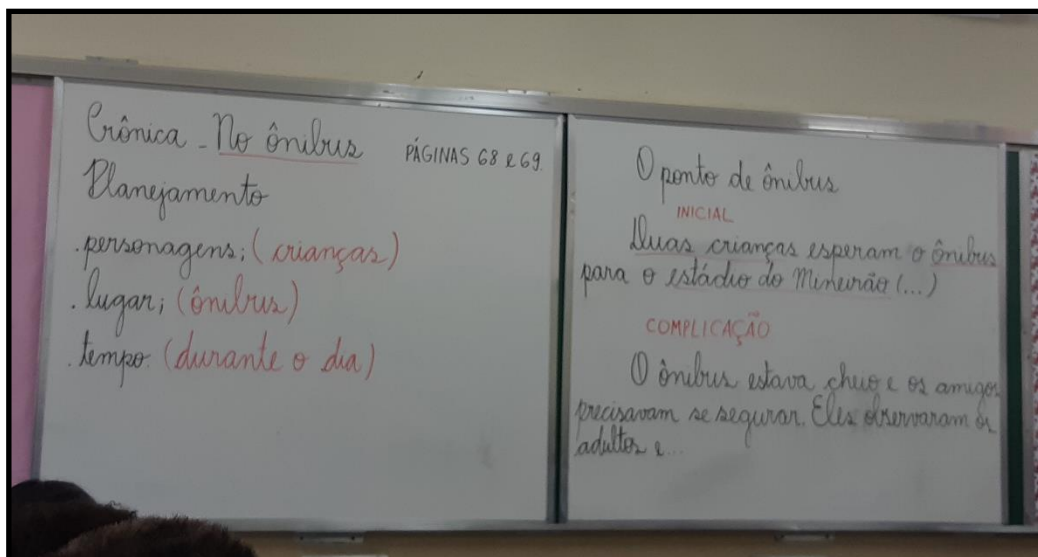 Crônica - No ônibus PÁGINAS 68 e 69.
Planejamento
. personagens; (crianças)
. lugar; (ônibus)
. tempo. (durante o dia)
O ponto de ônibus
INICIAL
Duas crianças esperam o ônibus
para o estádio do Mineirão (...)
COMPLICAÇÃO
O ônibus estava cheio e os amigos
precisavam se segurar. Eles observaram os
adultos e...